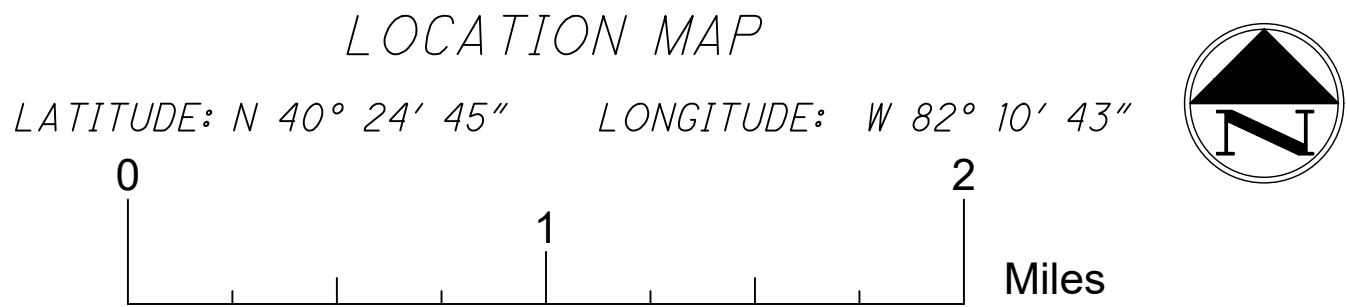 LOCATION MAP
LATITUDE: N 40° 24' 45" LONGITUDE: W 82° 10' 43"
N
0 2
1
Miles